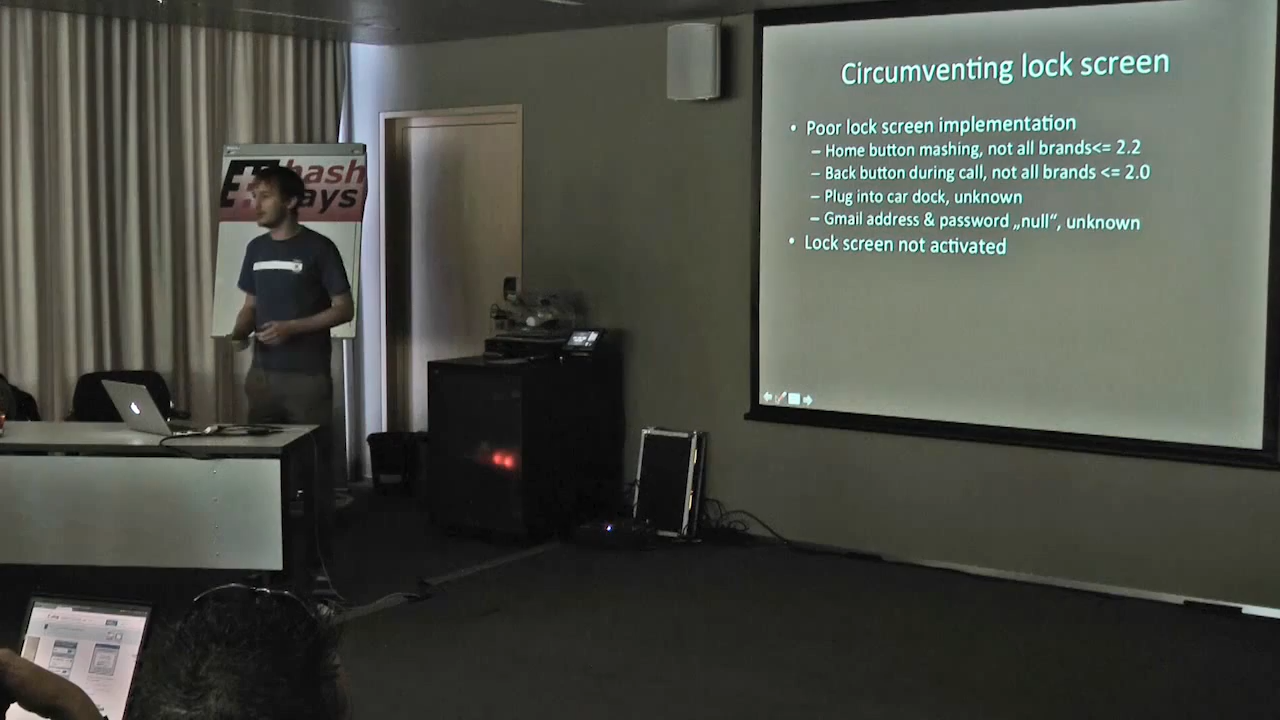 Circumventing lock screen
• Poor lock screen implementation
– Home button mashing, not all brands<= 2.2
– Back button during call, not all brands <= 2.0
– Plug into car dock, unknown
– Gmail address & password „null“, unknown
• Lock screen not activated
hash
ays